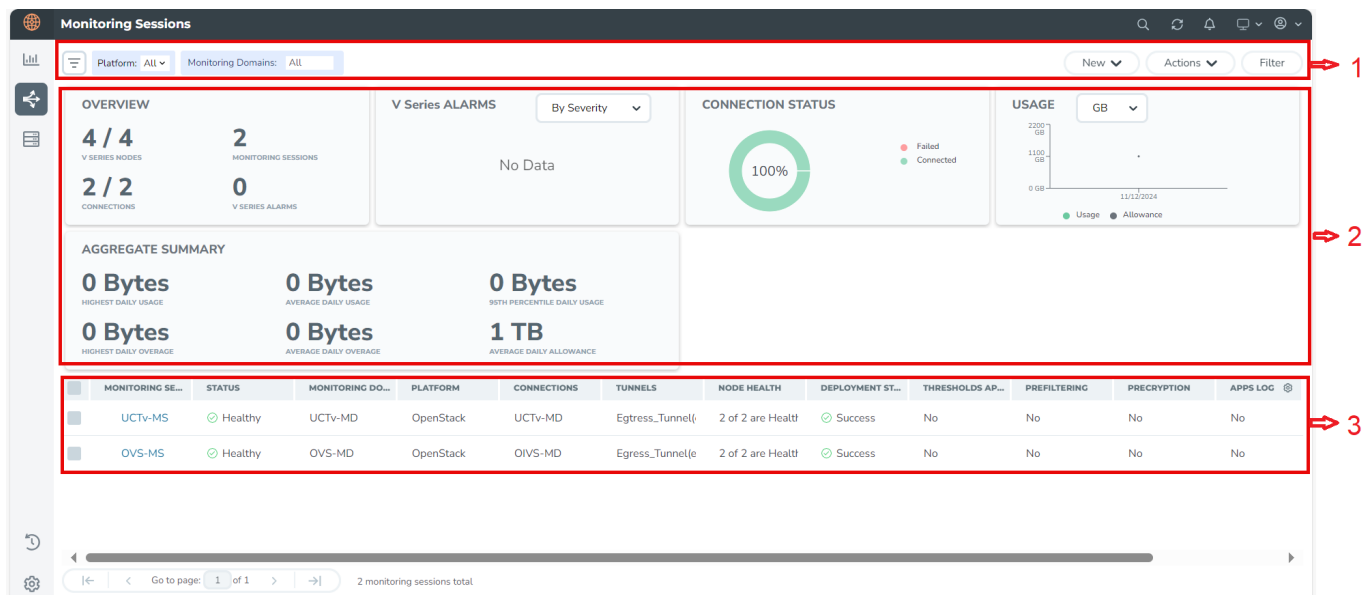 Monitoring Sessions
Platform: All Monitoring Domains: All New Actions Filter
1
OVERVIEW
4 / 4 2
V SERIES NODES MONITORING SESSIONS
2 / 2 0
CONNECTIONS V SERIES ALARMS
V Series ALARMS By Severity
No Data
CONNECTION STATUS
100%
Failed
Connected
USAGE GB
2200 GB
1100 GB
0 GB
11/12/2024
Usage Allowance
2
AGGREGATE SUMMARY
0 Bytes 0 Bytes 0 Bytes
HIGHEST DAILY USAGE AVERAGE DAILY USAGE 95TH PERCENTILE DAILY USAGE
0 Bytes 0 Bytes 1 TB
HIGHEST DAILY OVERAGE AVERAGE DAILY OVERAGE AVERAGE DAILY ALLOWANCE
MONITORING SE... STATUS MONITORING DO... PLATFORM CONNECTIONS TUNNELS NODE HEALTH DEPLOYMENT ST... THRESHOLDS AP... PREFILTERING PRECRYPTION APPS LOG
UCTv-MS Healthy UCTv-MD OpenStack UCTv-MD Egtress_Tunnel( 2 of 2 are Healt Success No No No No
3
OVS-MS Healthy OVS-MD OpenStack OIVS-MD Egress_Tunnel(e 2 of 2 are Healt Success No No No No
Go to page: 1 of 1 2 monitoring sessions total